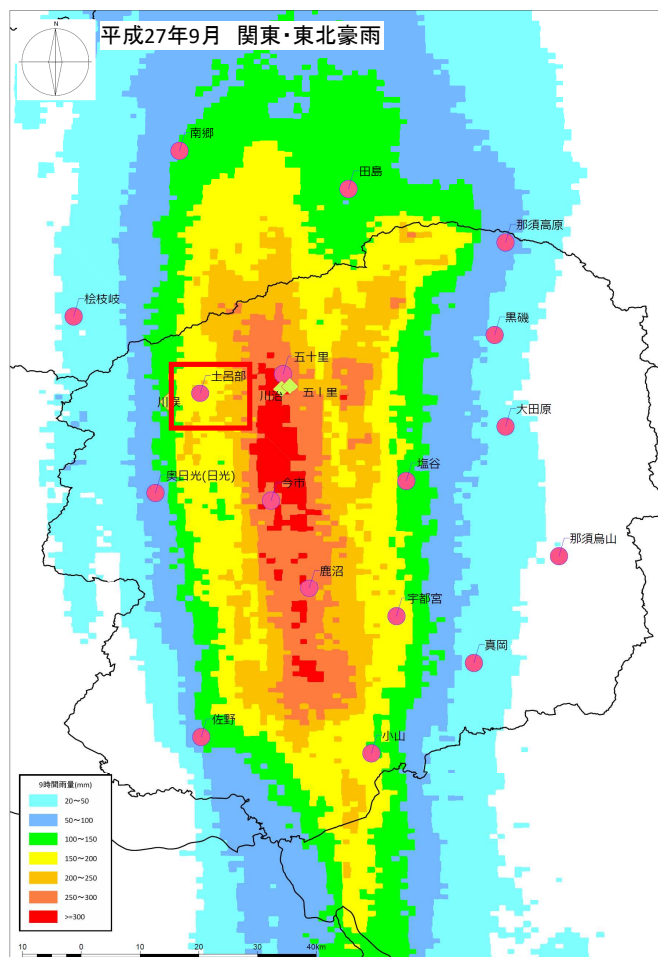 N
平成27年9月　関東・東北豪雨
南郷
田島
那須高原
桧枝岐
黒磯
五十里
土呂部
川俣
川治
五十里
大田原
塩谷
奥日光(日光)
今市
那須烏山
鹿沼
宇都宮
真岡
佐野
小山
9時間雨量(mm)
20～50
50～100
100～150
150～200
200～250
250～300
>=300
10 0 10 20 30 40km